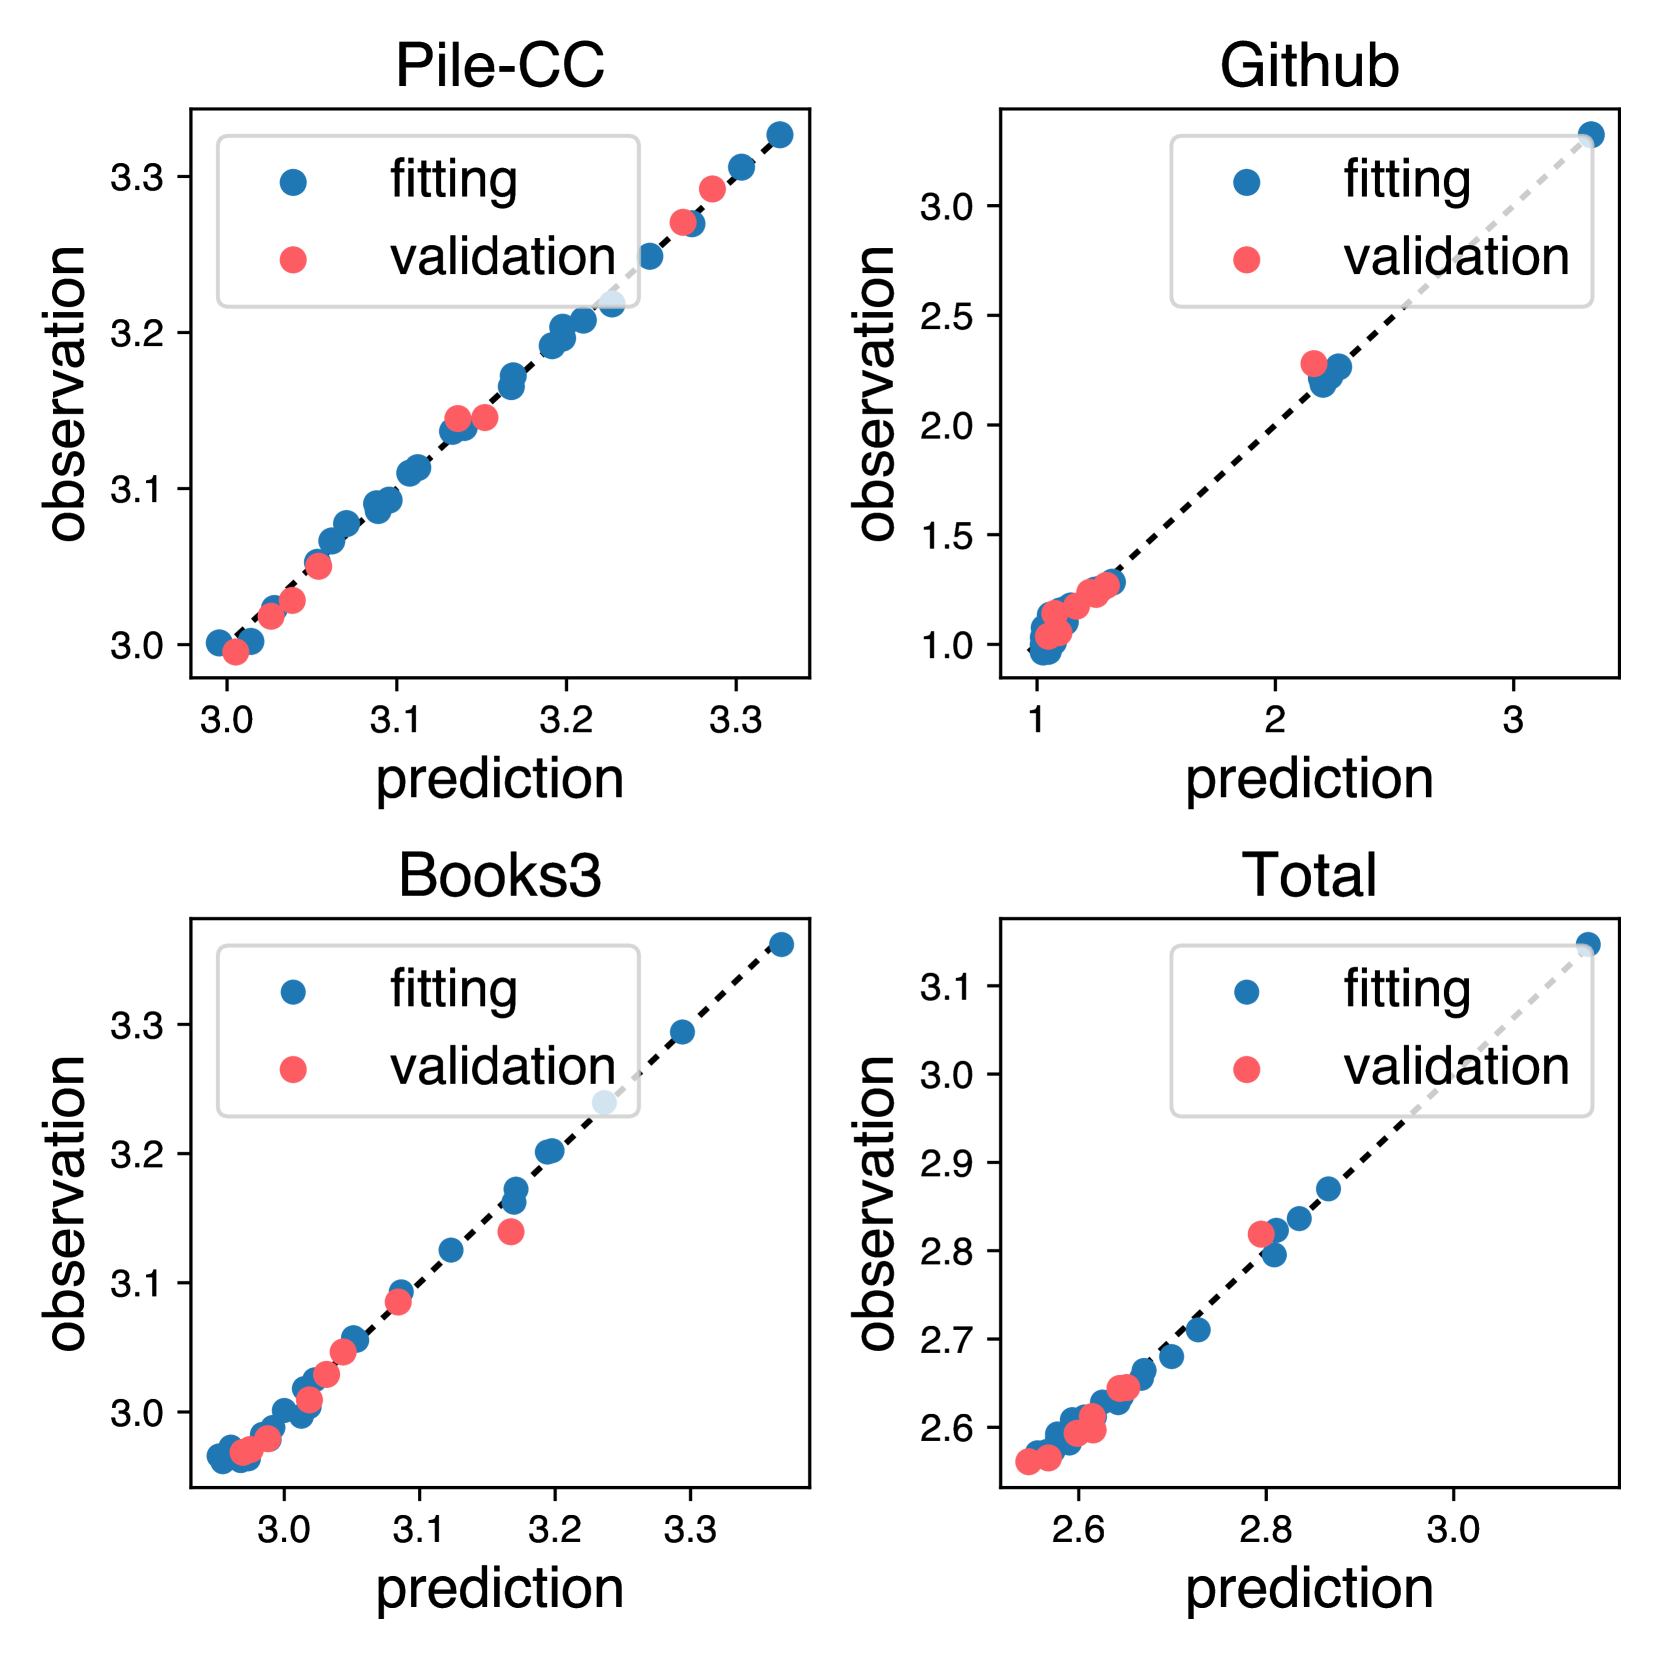 Pile-CC
fitting
validation
3.3
3.2
3.1
3.0
observation
3.0 3.1 3.2 3.3
prediction
Github
fitting
validation
3.0
2.5
2.0
1.5
1.0
observation
1 2 3
prediction
Books3
fitting
validation
3.3
3.2
3.1
3.0
observation
3.0 3.1 3.2 3.3
prediction
Total
fitting
validation
3.1
3.0
2.9
2.8
2.7
2.6
observation
2.6 2.8 3.0
prediction